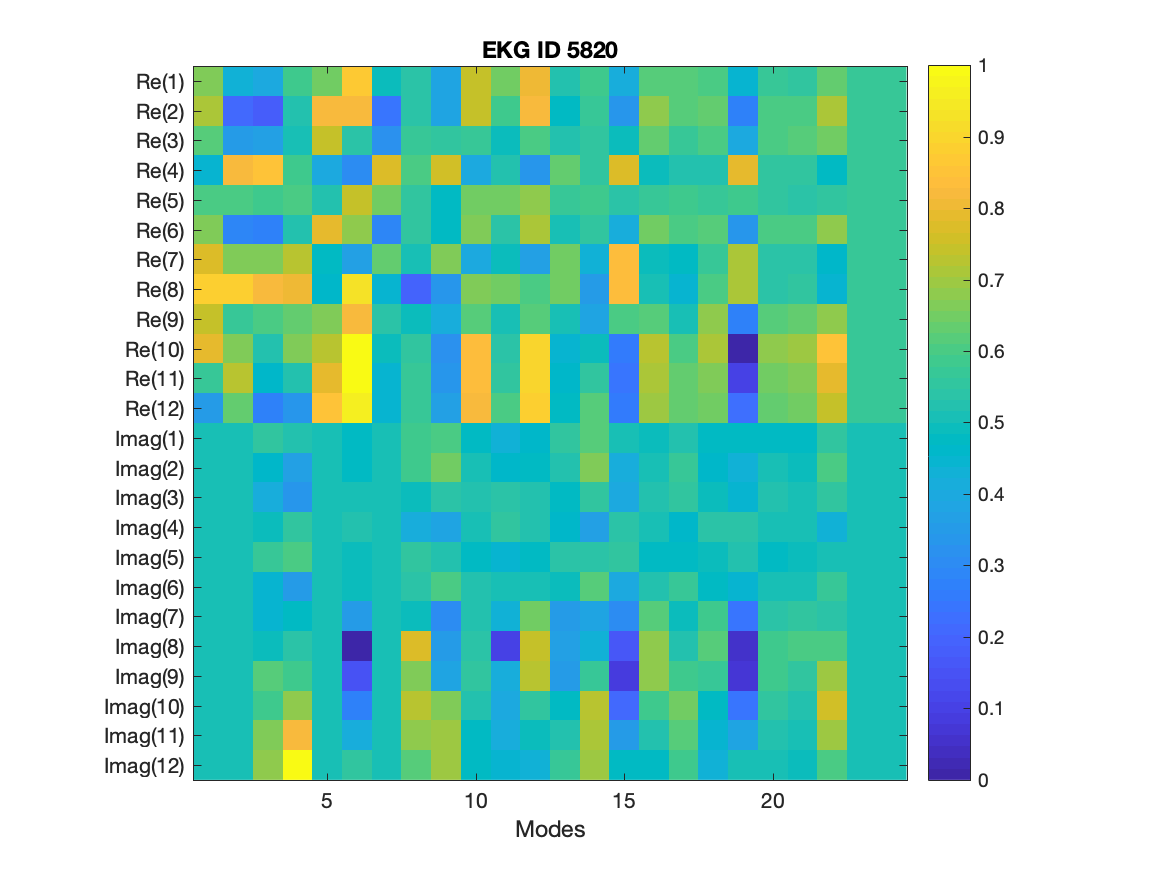 EKG ID 5820
Re(1)
Re(2)
Re(3)
Re(4)
Re(5)
Re(6)
Re(7)
Re(8)
Re(9)
Re(10)
Re(11)
Re(12)
Imag(1)
Imag(2)
Imag(3)
Imag(4)
Imag(5)
Imag(6)
Imag(7)
Imag(8)
Imag(9)
Imag(10)
Imag(11)
Imag(12)
5 10 15 20
Modes
1
0.9
0.8
0.7
0.6
0.5
0.4
0.3
0.2
0.1
0